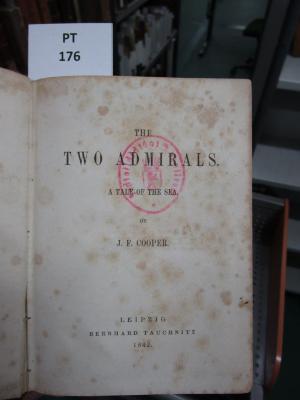 PT
176
THE
TWO ADMIRALS.
A TALE OF THE SEA.
BY
J. F. COOPER.
LEIPZIG
BERNHARD TAUCHNITZ
1842.